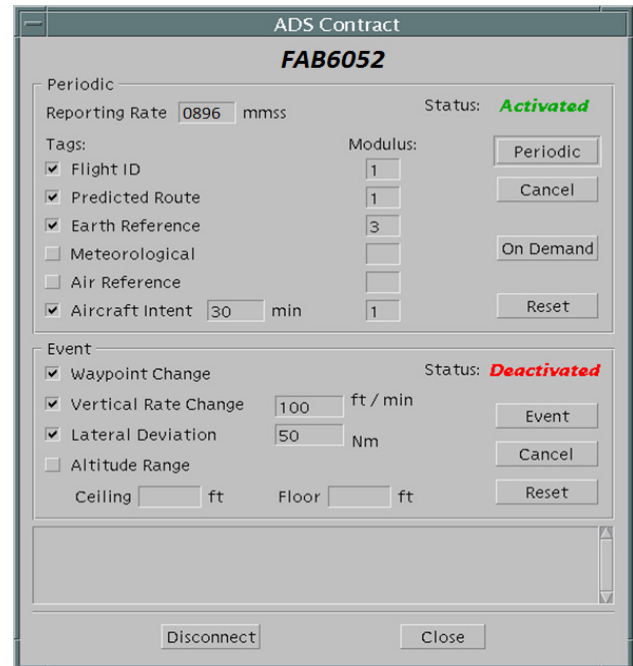 ADS Contract
FAB6052
Periodic
Reporting Rate 0896 mmss
Status: Activated
Tags: Modulus:
Flight ID 1
Predicted Route 1
Earth Reference 3
Meteorological
Air Reference
Aircraft Intent 30 min 1
Periodic
Cancel
On Demand
Reset
Event
Status: Deactivated
Waypoint Change
Vertical Rate Change 100 ft / min
Lateral Deviation 50 Nm
Altitude Range
Ceiling ft Floor ft
Event
Cancel
Reset
Disconnect Close